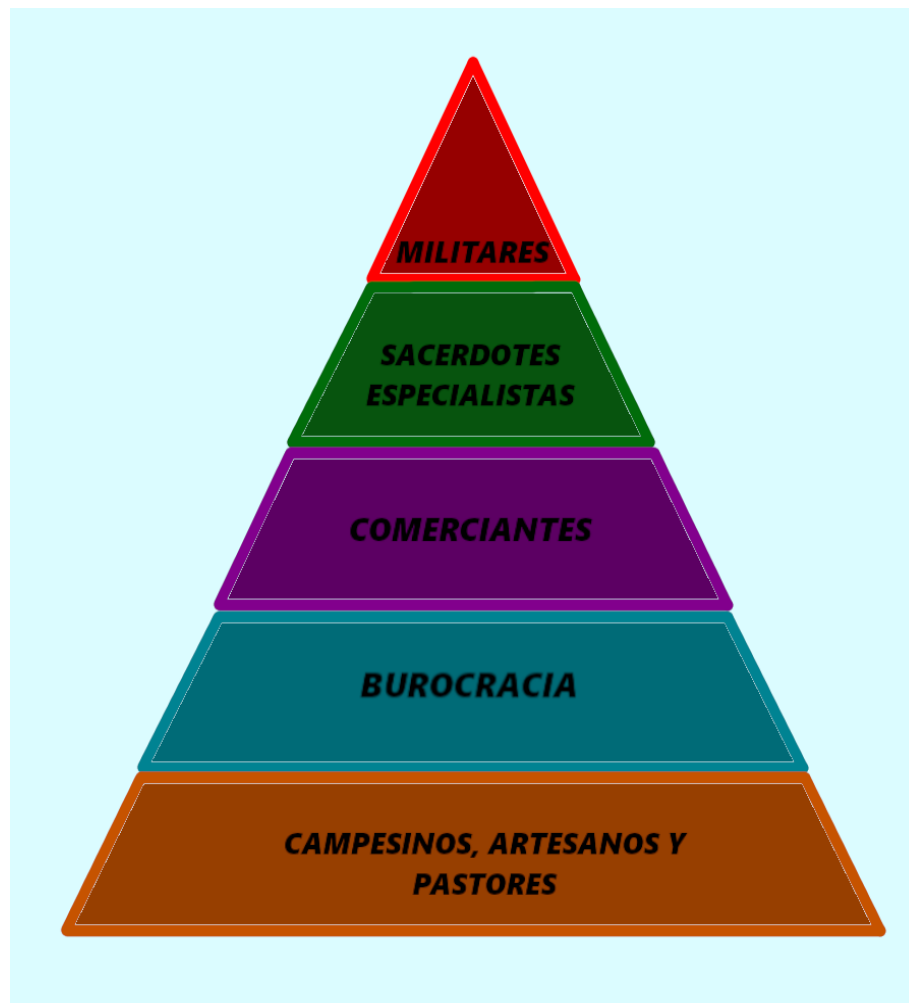 MILITARES
SACERDOTES
ESPECIALISTAS
COMERCIANTES
BUROCRACIA
CAMPESINOS, ARTESANOS Y
PASTORES